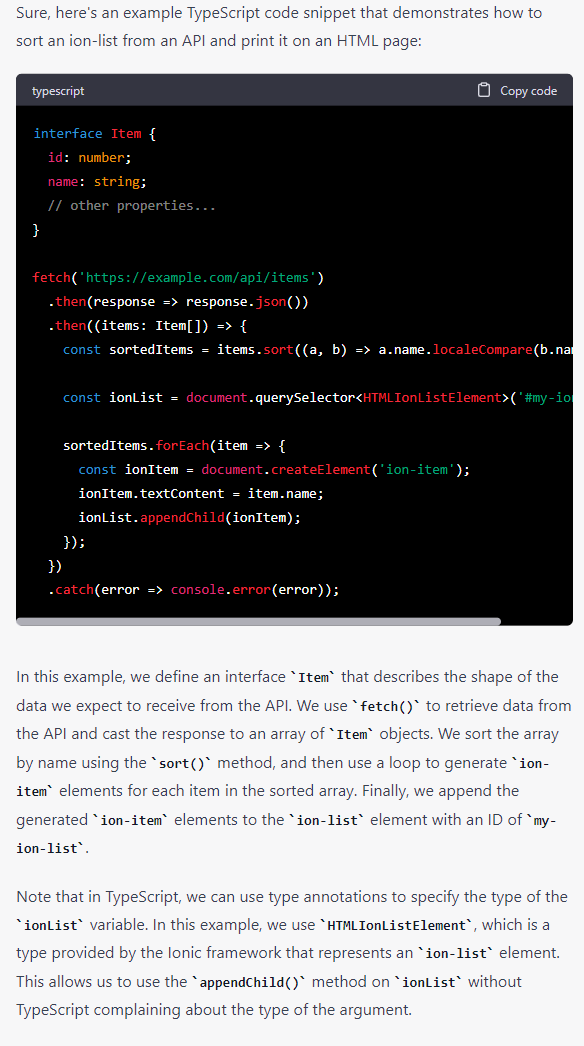 Sure, here's an example TypeScript code snippet that demonstrates how to
sort an ion-list from an API and print it on an HTML page:
typescript
Copy code
interface Item {
  id: number;
  name: string;
  // other properties...
}
fetch('https://example.com/api/items')
  .then(response => response.json())
  .then((items: Item[]) => {
    const sortedItems = items.sort((a, b) => a.name.localeCompare(b.na
    const ionList = document.querySelector<HTMLIonListElement>('#my-io
    sortedItems.forEach(item => {
      const ionItem = document.createElement('ion-item');
      ionItem.textContent = item.name;
      ionList.appendChild(ionItem);
    });
  })
  .catch(error => console.error(error));
In this example, we define an interface `Item` that describes the shape of the
data we expect to receive from the API. We use `fetch()` to retrieve data from
the API and cast the response to an array of `Item` objects. We sort the array
by name using the `sort()` method, and then use a loop to generate `ion-
item` elements for each item in the sorted array. Finally, we append the
generated `ion-item` elements to the `ion-list` element with an ID of `my-
ion-list`.
Note that in TypeScript, we can use type annotations to specify the type of the
`ionList` variable. In this example, we use `HTMLIonListElement`, which is a
type provided by the Ionic framework that represents an `ion-list` element.
This allows us to use the `appendChild()` method on `ionList` without
TypeScript complaining about the type of the argument.